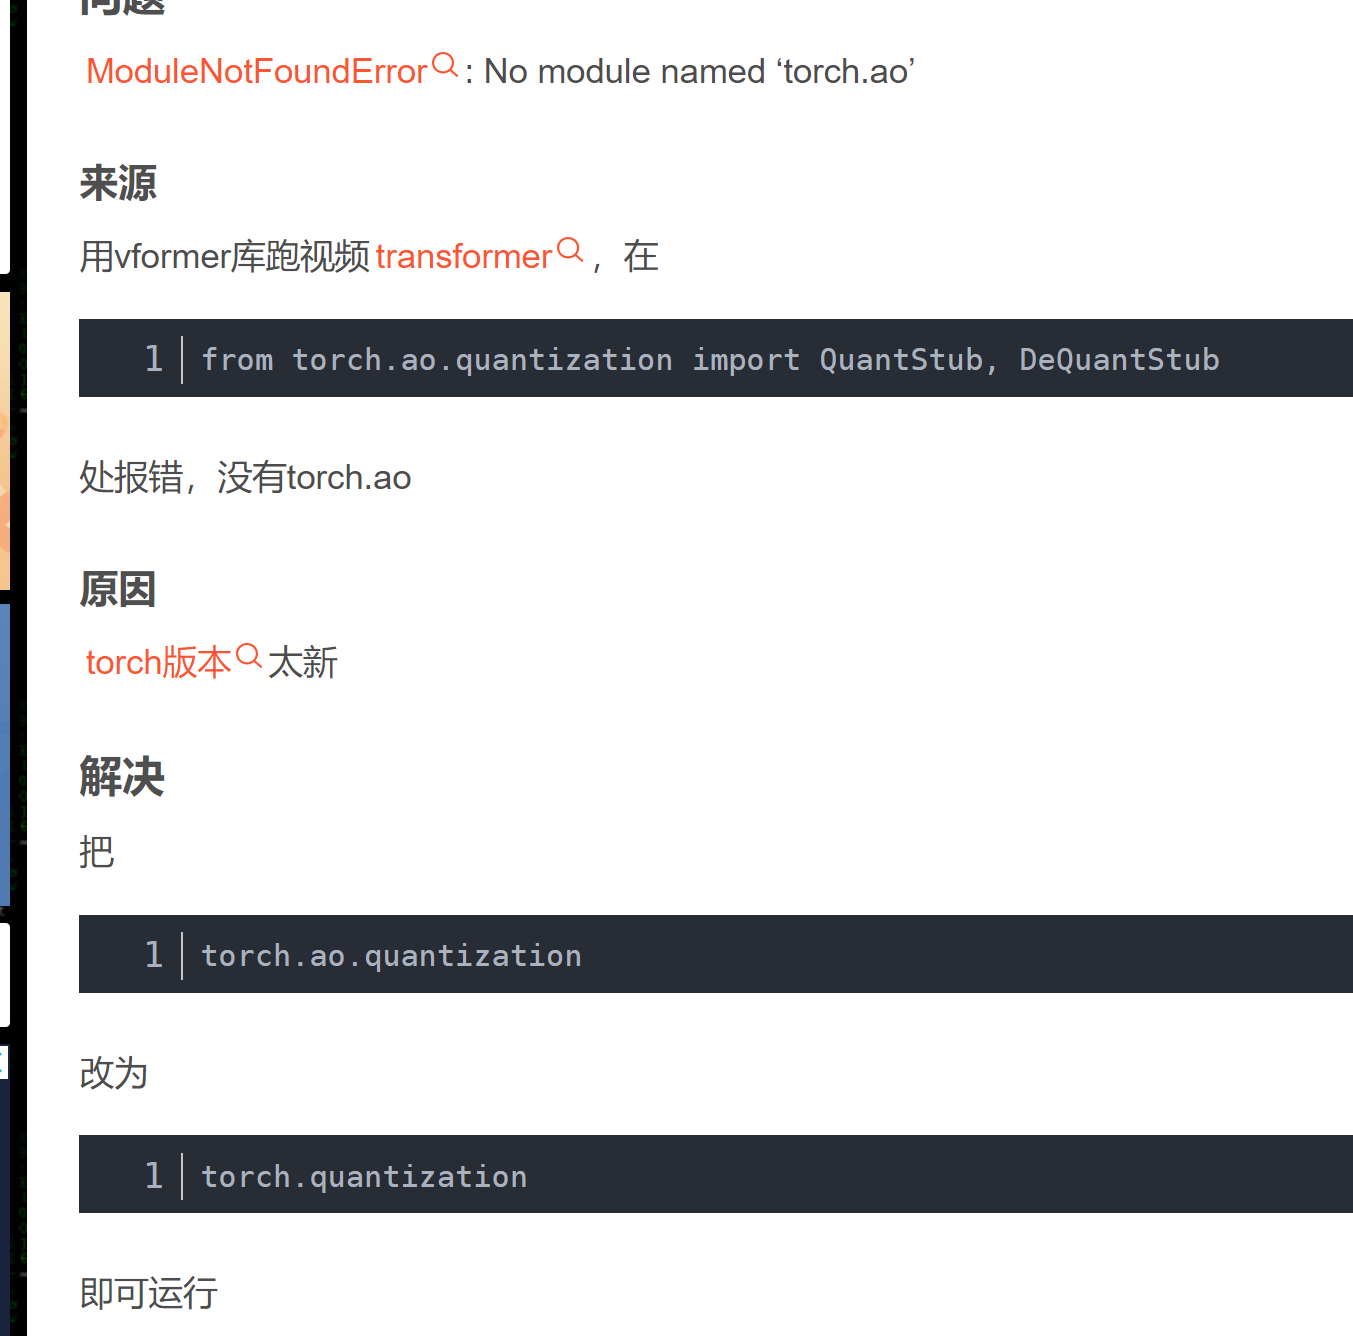 问题
ModuleNotFoundError: No module named ‘torch.ao’
来源
用vformer库跑视频transformer，在
1 from torch.ao.quantization import QuantStub, DeQuantStub
处报错，没有torch.ao
原因
torch版本太新
解决
把
1 torch.ao.quantization
改为
1 torch.quantization
即可运行